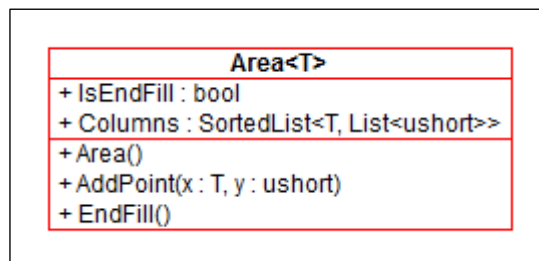 Area<T>
+ IsEndFill : bool
+ Columns : SortedList<T, List<ushort>>
+ Area()
+ AddPoint(x : T, y : ushort)
+ EndFill()